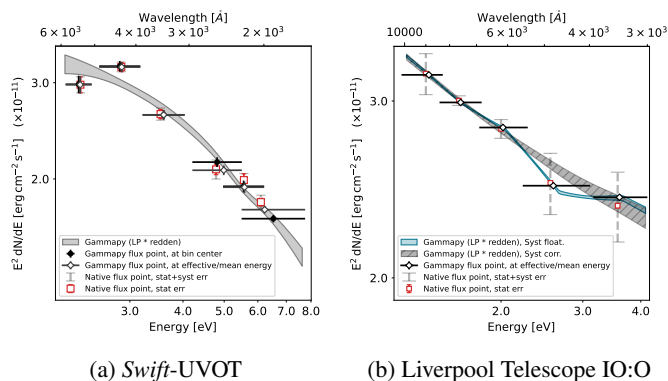 Wavelength [Å]
6 × 10³ 4 × 10³ 3 × 10³ 2 × 10³
(a)
E² dN/dE [erg cm⁻² s⁻¹] (×10⁻¹¹)
3.0
2.0
Gammapy (LP * redden)
Gammapy flux point, at bin center
Gammapy flux point, at effective/mean energy
Native flux point, stat+syst err
Native flux point, stat err
3.0 4.0 5.0 6.0 7.0 8.0
Energy [eV]
(a) Swift-UVOT
Wavelength [Å]
10000 6 × 10³ 4 × 10³ 3 × 10³
(b)
E² dN/dE [erg cm⁻² s⁻¹] (×10⁻¹¹)
3.0
2.0
Gammapy (LP * redden), Syst float.
Gammapy (LP * redden), Syst corr.
Gammapy flux point, at effective/mean energy
Native point, stat+syst err
Native flux point, stat err
2.0 3.0 4.0
Energy [eV]
(b) Liverpool Telescope IO:O